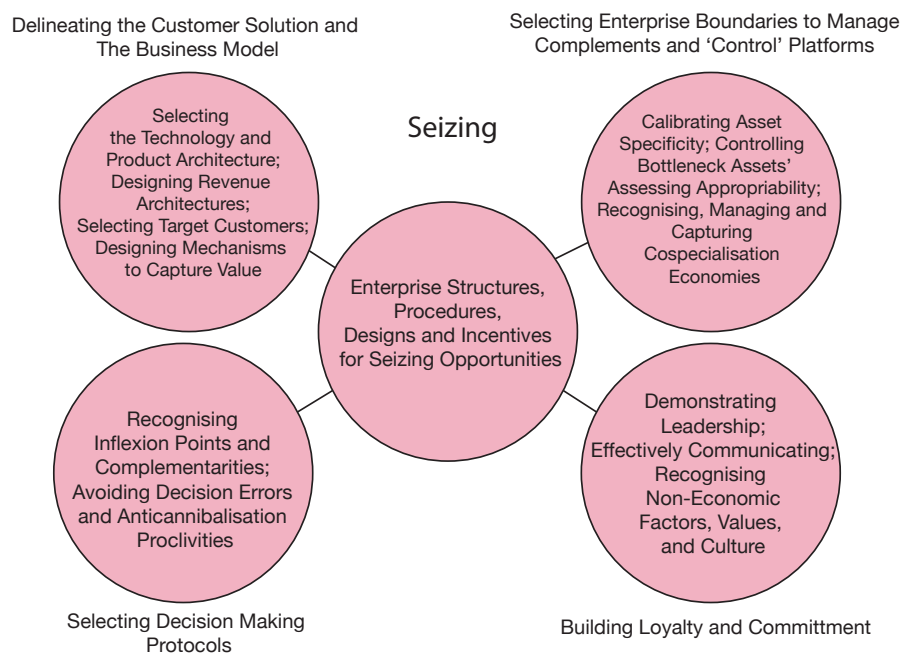 Delineating the Customer Solution and
The Business Model
Selecting Enterprise Boundaries to Manage
Complements and ‘Control’ Platforms
Seizing
Selecting
the Technology and
Product Architecture;
Designing Revenue
Architectures;
Selecting Target Customers;
Designing Mechanisms
to Capture Value
Calibrating Asset
Specificity; Controlling
Bottleneck Assets’
Assessing Appropriability;
Recognising, Managing and
Capturing
Cospecialisation
Economies
Enterprise Structures,
Procedures,
Designs and Incentives
for Seizing Opportunities
Recognising
Inflexion Points and
Complementarities;
Avoiding Decision Errors
and Anticannibalisation
Proclivities
Demonstrating
Leadership;
Effectively Communicating;
Recognising
Non-Economic
Factors, Values,
and Culture
Selecting Decision Making
Protocols
Building Loyalty and Committment